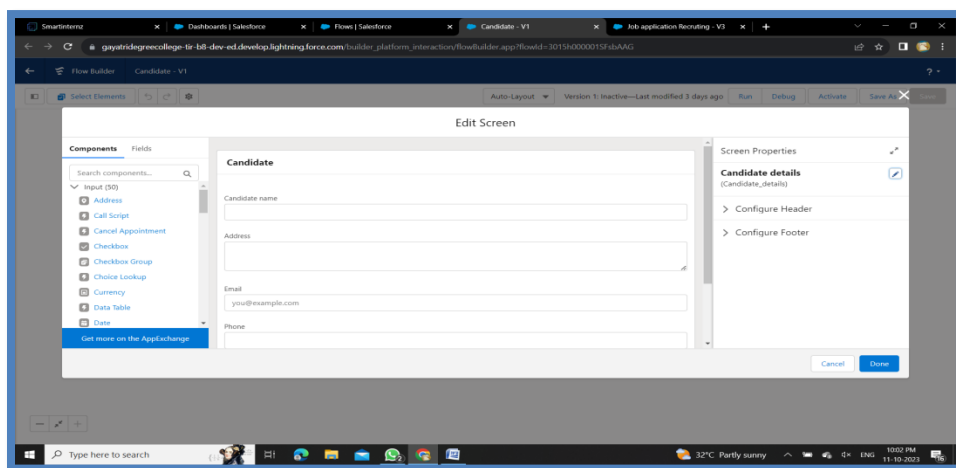 Smartinternz
Dashboards | Salesforce
Flows | Salesforce
Candidate - V1
Job application Recruting - V3
gayatridegreecollege-tir-b8-dev-ed.develop.lightning.force.com/builder_platform_interaction/flowBuilder.app?flowId=3015h0000015FsbAAG
Flow Builder
Candidate - V1
?
Select Elements
Auto-Layout
Version 1: Inactive—Last modified 3 days ago
Run
Debug
Activate
Save As
Save
Edit Screen
Components
Fields
Search components...
Input (50)
Address
Call Script
Cancel Appointment
Checkbox
Checkbox Group
Choice Lookup
Currency
Data Table
Date
Get more on the AppExchange
Candidate
Candidate name
Address
Email
you@example.com
Phone
Screen Properties
Candidate details
(Candidate_details)
Configure Header
Configure Footer
Cancel
Done
Type here to search
32°C Partly sunny
ENG
10:02 PM
11-10-2023